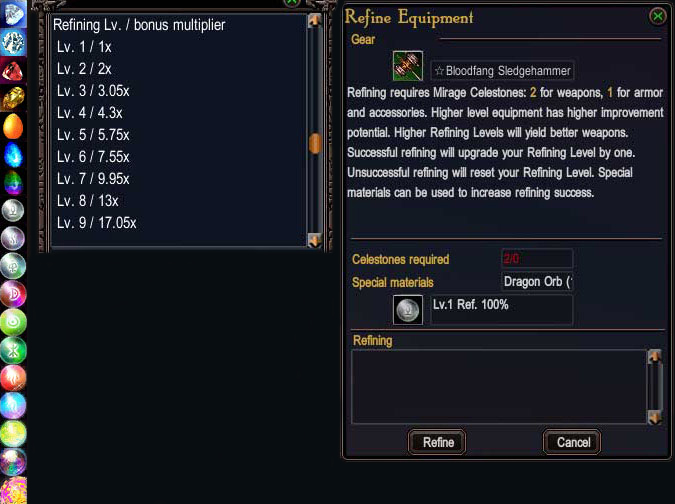 Refining Lv. / bonus multiplier
Lv. 1 / 1x
Lv. 2 / 2x
Lv. 3 / 3.05x
Lv. 4 / 4.3x
Lv. 5 / 5.75x
Lv. 6 / 7.55x
Lv. 7 / 9.95x
Lv. 8 / 13x
Lv. 9 / 17.05x
Refine Equipment
Gear
☆Bloodfang Sledgehammer
Refining requires Mirage Celestones: 2 for weapons, 1 for armor
and accessories. Higher level equipment has higher improvement
potential. Higher Refining Levels will yield better weapons.
Successful refining will upgrade your Refining Level by one.
Unsuccessful refining will reset your Refining Level. Special
materials can be used to increase refining success.
Celestones required
2/0
Special materials
Dragon Orb (
Lv.1 Ref. 100%
Refining
Refine
Cancel